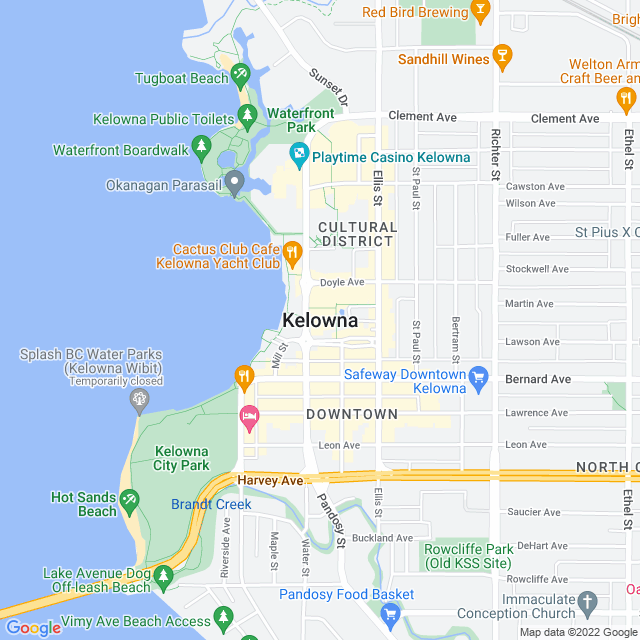 Red Bird Brewing
Brigh
Sandhill Wines
Welton Arm
Craft Beer and
Tugboat Beach
Sunset Dr
Kelowna Public Toilets
Waterfront
Park
Clement Ave
Clement Ave
Ethel St
Waterfront Boardwalk
Playtime Casino Kelowna
Richter St
Ellis St
St Paul St
Okanagan Parasail
Cawston Ave
Wilson Ave
CULTURAL
DISTRICT
St Pius X C
Fuller Ave
Cactus Club Cafe
Kelowna Yacht Club
Stockwell Ave
Doyle Ave
Martin Ave
Kelowna
St Paul St
Bertram St
Lawson Ave
Mill St
Splash BC Water Parks
(Kelowna Wibit)
Temporarily closed
Safeway Downtown
Kelowna
Bernard Ave
DOWNTOWN
Lawrence Ave
Kelowna
City Park
Leon Ave
Leon Ave
NORTH C
Harvey Ave
Hot Sands
Beach
Brandt Creek
Pandosy St
Ellis St
Ethel St
Saucier Ave
Riverside Ave
Maple St
Water St
Buckland Ave
DeHart Ave
Rowcliffe Park
(Old KSS Site)
Lake Avenue Dog
Off-leash Beach
Rowcliffe Ave
Pandosy Food Basket
Immaculate
Conception Church
Oa
Vimy Ave Beach Access
Google
Map data ©2022 Google